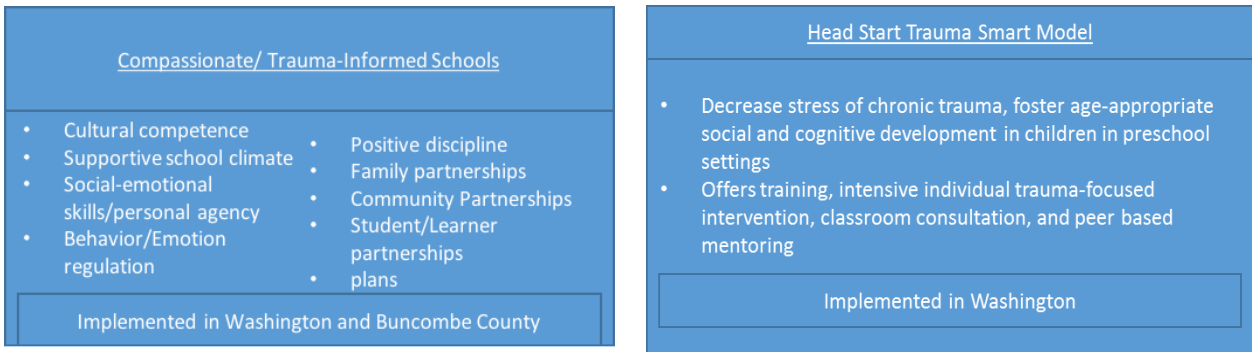 Compassionate/ Trauma-Informed Schools
• Cultural competence
• Supportive school climate
• Social-emotional
skills/personal agency
• Behavior/Emotion
regulation
• Positive discipline
• Family partnerships
• Community Partnerships
• Student/Learner
partnerships
• plans
Implemented in Washington and Buncombe County
Head Start Trauma Smart Model
• Decrease stress of chronic trauma, foster age-appropriate
social and cognitive development in children in preschool
settings
• Offers training, intensive individual trauma-focused
intervention, classroom consultation, and peer based
mentoring
Implemented in Washington